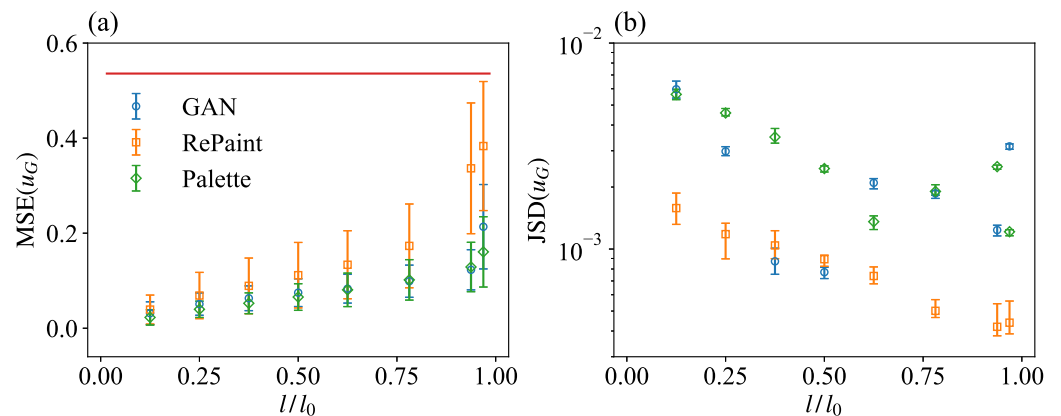 (a)
0.6
0.4
0.2
0.0
MSE(u_G)
GAN
RePaint
Palette
0.00 0.25 0.50 0.75 1.00
l/l_0
(b)
10^{-2}
10^{-3}
JSD(u_G)
0.00 0.25 0.50 0.75 1.00
l/l_0